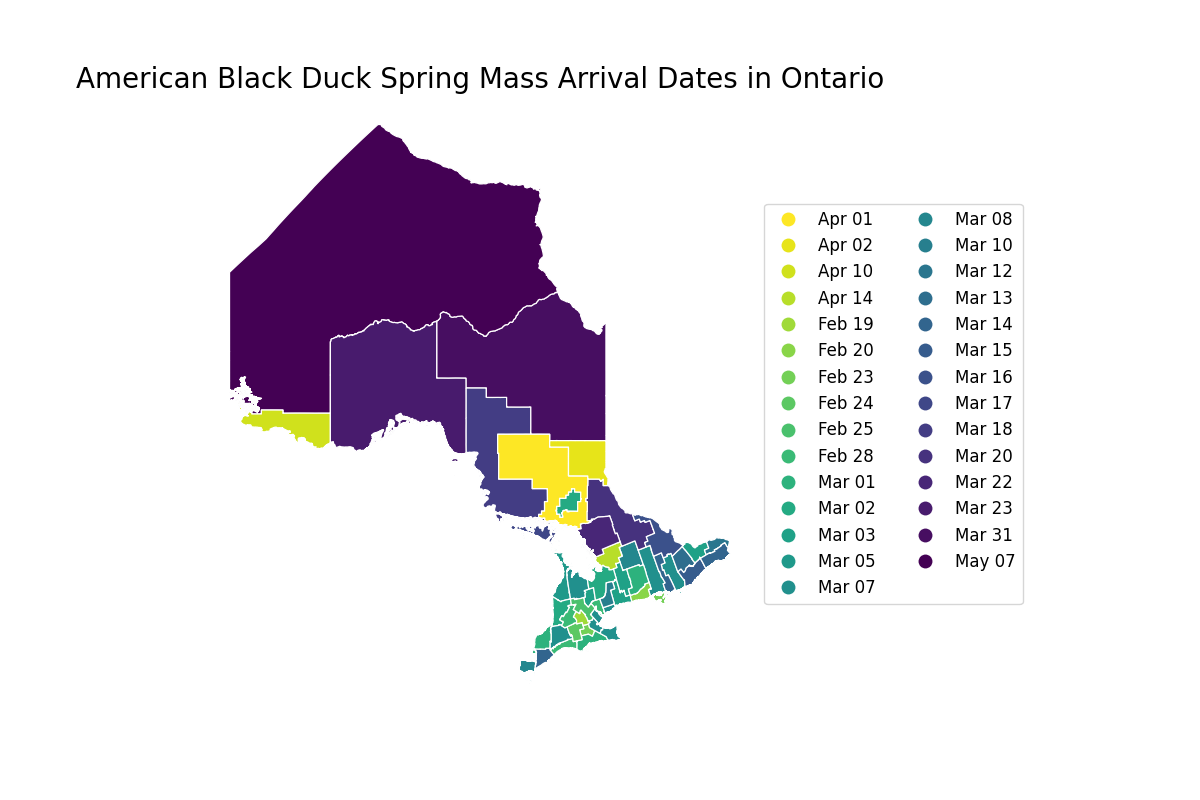 American Black Duck Spring Mass Arrival Dates in Ontario
Apr 01
Apr 02
Apr 10
Apr 14
Feb 19
Feb 20
Feb 23
Feb 24
Feb 25
Feb 28
Mar 01
Mar 02
Mar 03
Mar 05
Mar 07
Mar 08
Mar 10
Mar 12
Mar 13
Mar 14
Mar 15
Mar 16
Mar 17
Mar 18
Mar 20
Mar 22
Mar 23
Mar 31
May 07